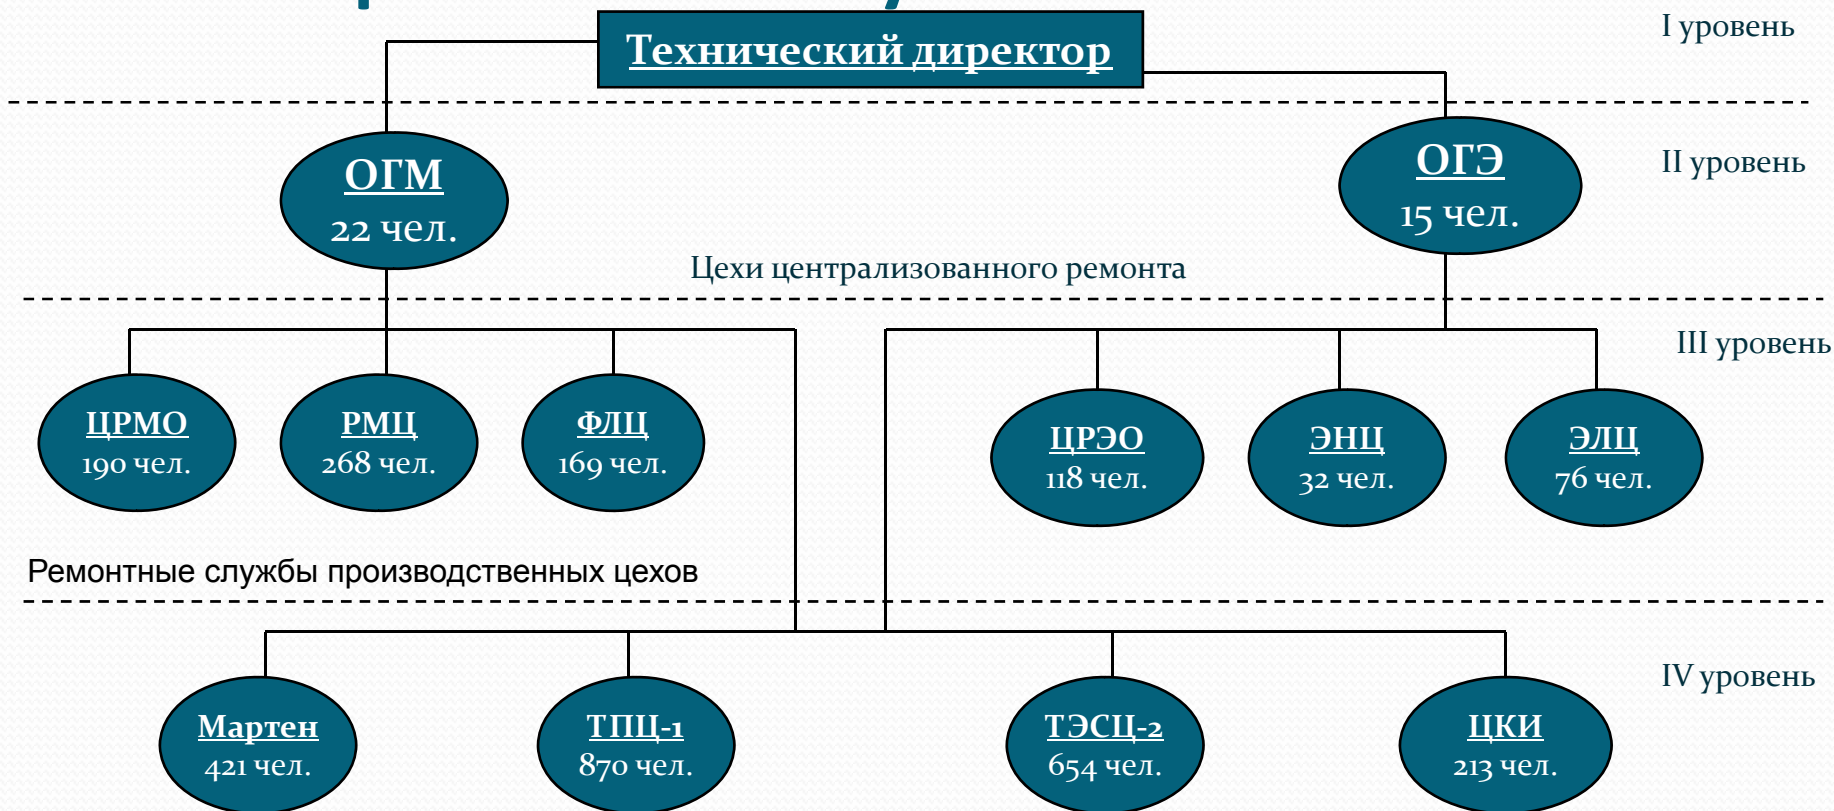 Технический директор
I уровень
ОГМ
22 чел.
ОГЭ
15 чел.
II уровень
Цехи централизованного ремонта
III уровень
ЦРМО
190 чел.
РМЦ
268 чел.
ФЛЦ
169 чел.
ЦРЭО
118 чел.
ЭНЦ
32 чел.
ЭЛЦ
76 чел.
Ремонтные службы производственных цехов
IV уровень
Мартен
421 чел.
ТПЦ-1
870 чел.
ТЭСЦ-2
654 чел.
ЦКИ
213 чел.